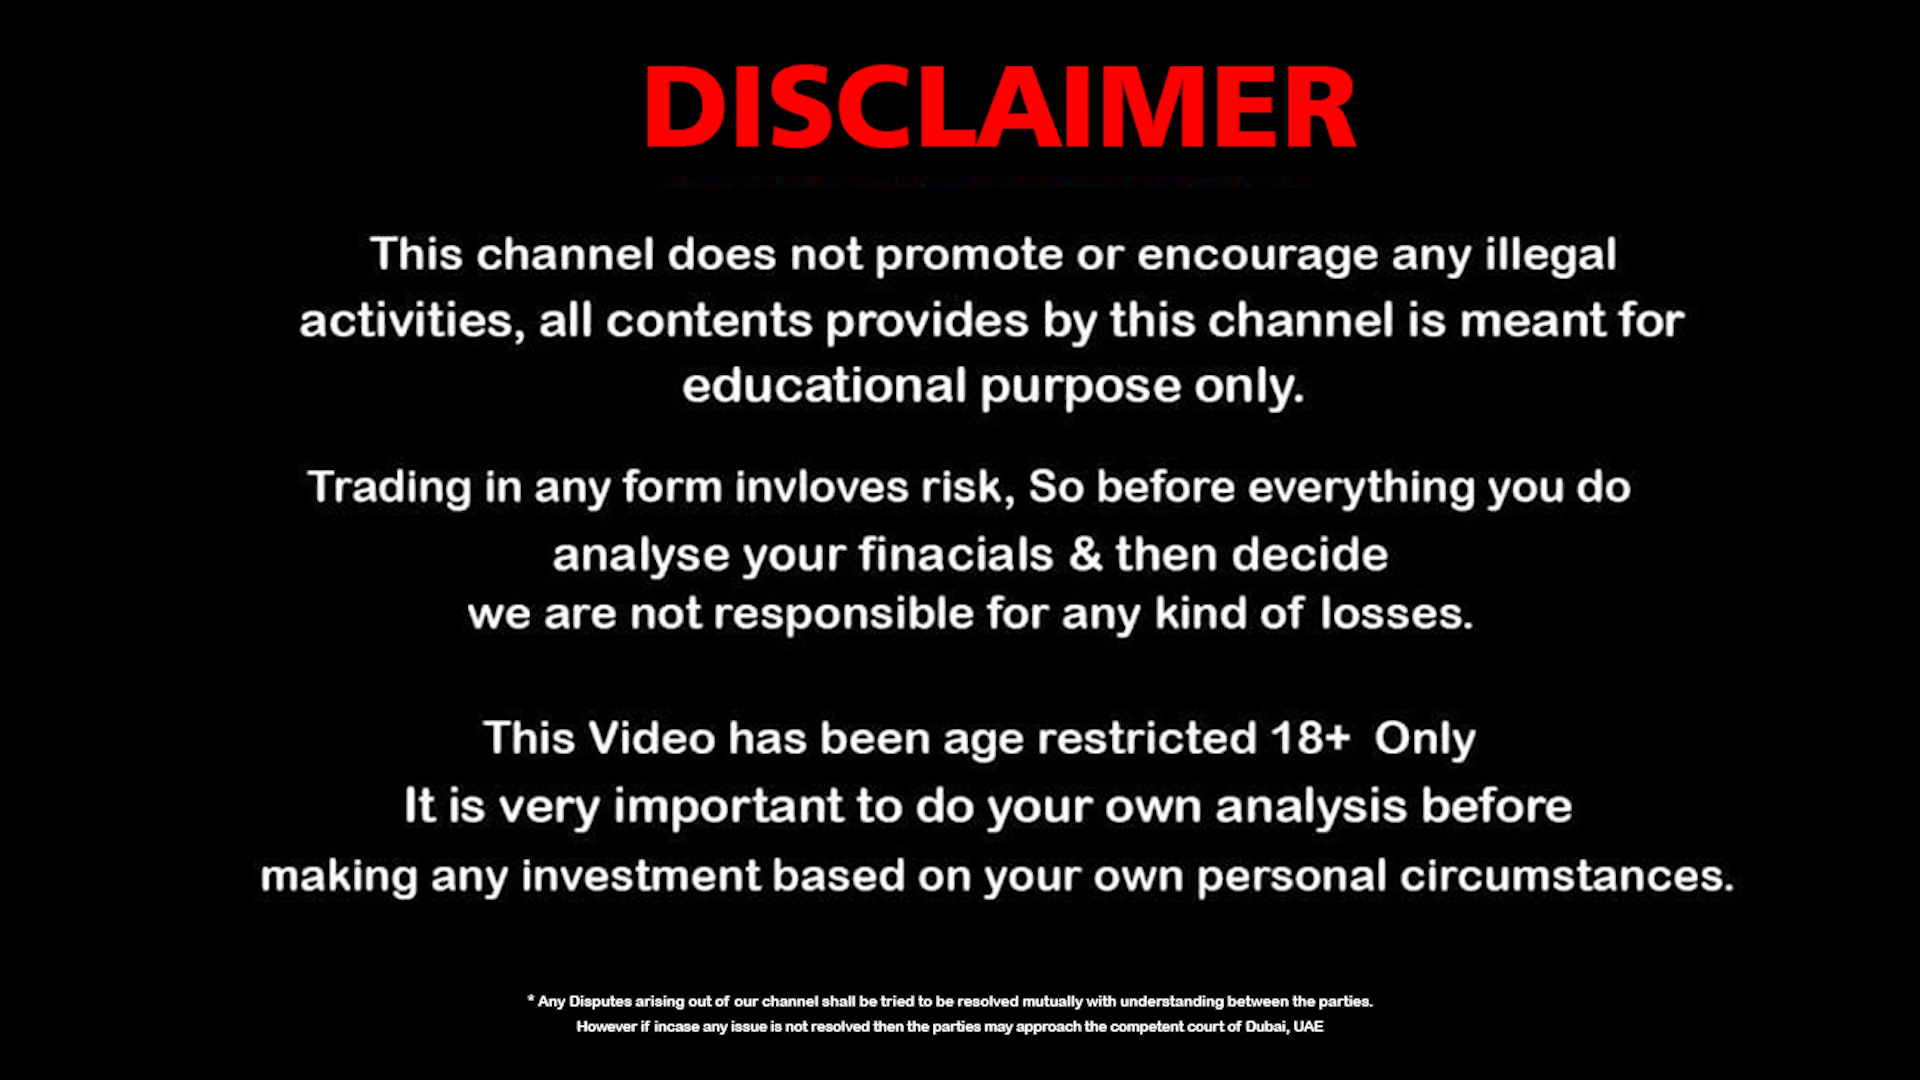 DISCLAIMER
This channel does not promote or encourage any illegal
activities, all contents provides by this channel is meant for
educational purpose only.
Trading in any form invloves risk, So before everything you do
analyse your finacials & then decide
we are not responsible for any kind of losses.
This Video has been age restricted 18+ Only
It is very important to do your own analysis before
making any investment based on your own personal circumstances.
* Any Disputes arising out of our channel shall be tried to be resolved mutually with understanding between the parties.
However if incase any issue is not resolved then the parties may approach the competent court of Dubai, UAE